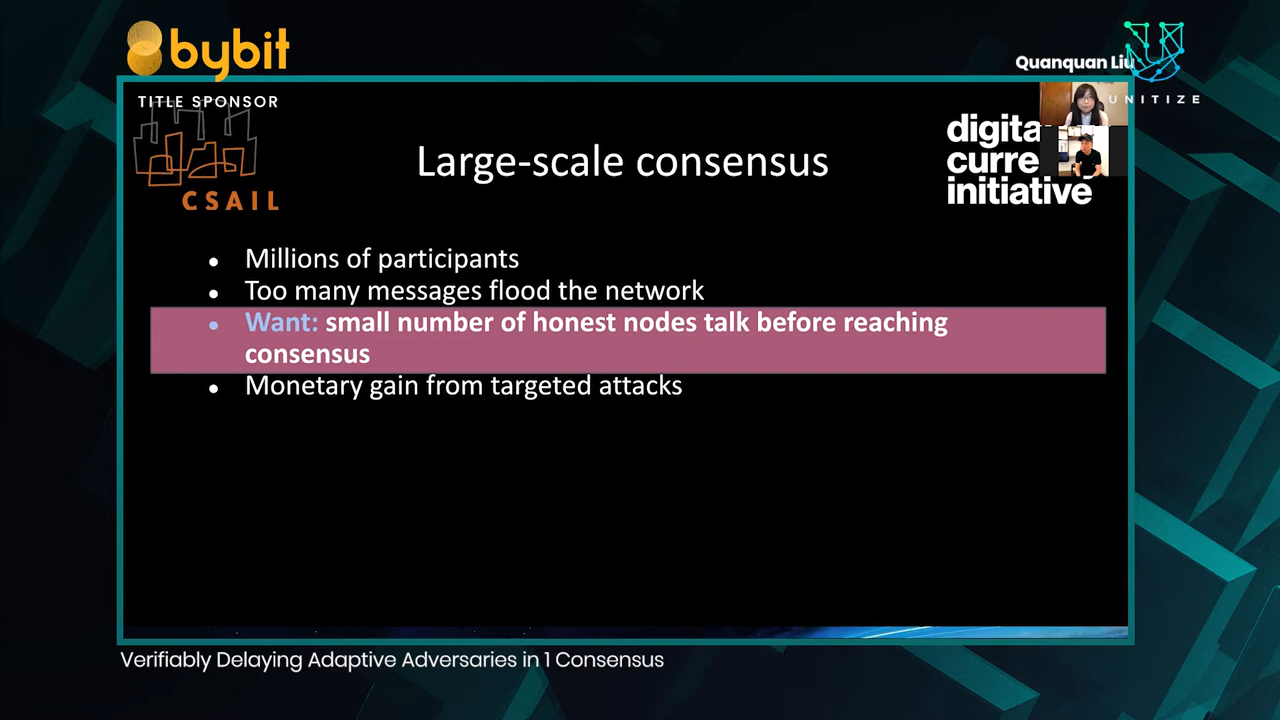 bybit
Quanquan Liu
TITLE SPONSOR
UNITIZE
CSAIL
Large-scale consensus
digita
curre
initiative
● Millions of participants
● Too many messages flood the network
● Want: small number of honest nodes talk before reaching
consensus
● Monetary gain from targeted attacks
Verifiably Delaying Adaptive Adversaries in 1 Consensus